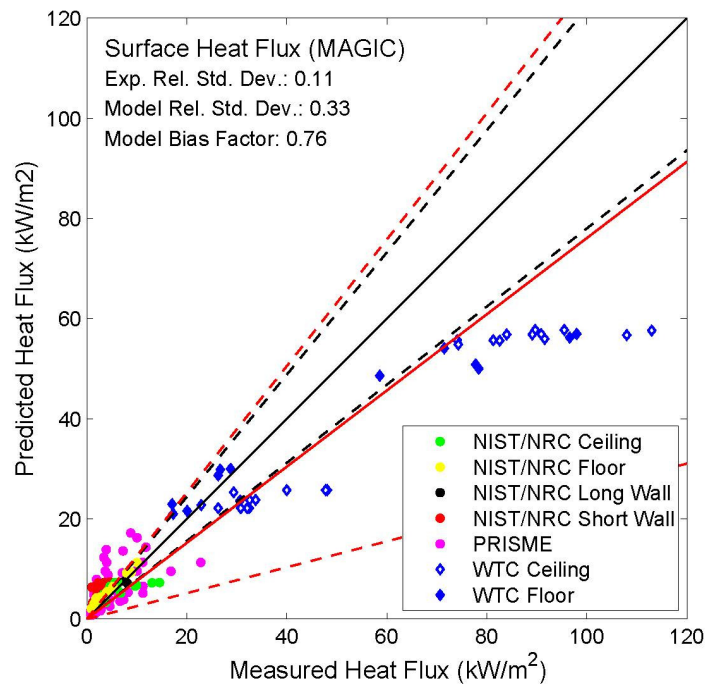 Surface Heat Flux (MAGIC)
Exp. Rel. Std. Dev.: 0.11
Model Rel. Std. Dev.: 0.33
Model Bias Factor: 0.76
120
100
80
60
40
20
0
Predicted Heat Flux (kW/m2)
NIST/NRC Ceiling
NIST/NRC Floor
NIST/NRC Long Wall
NIST/NRC Short Wall
PRISME
WTC Ceiling
WTC Floor
0 20 40 60 80 100 120
Measured Heat Flux (kW/m²)